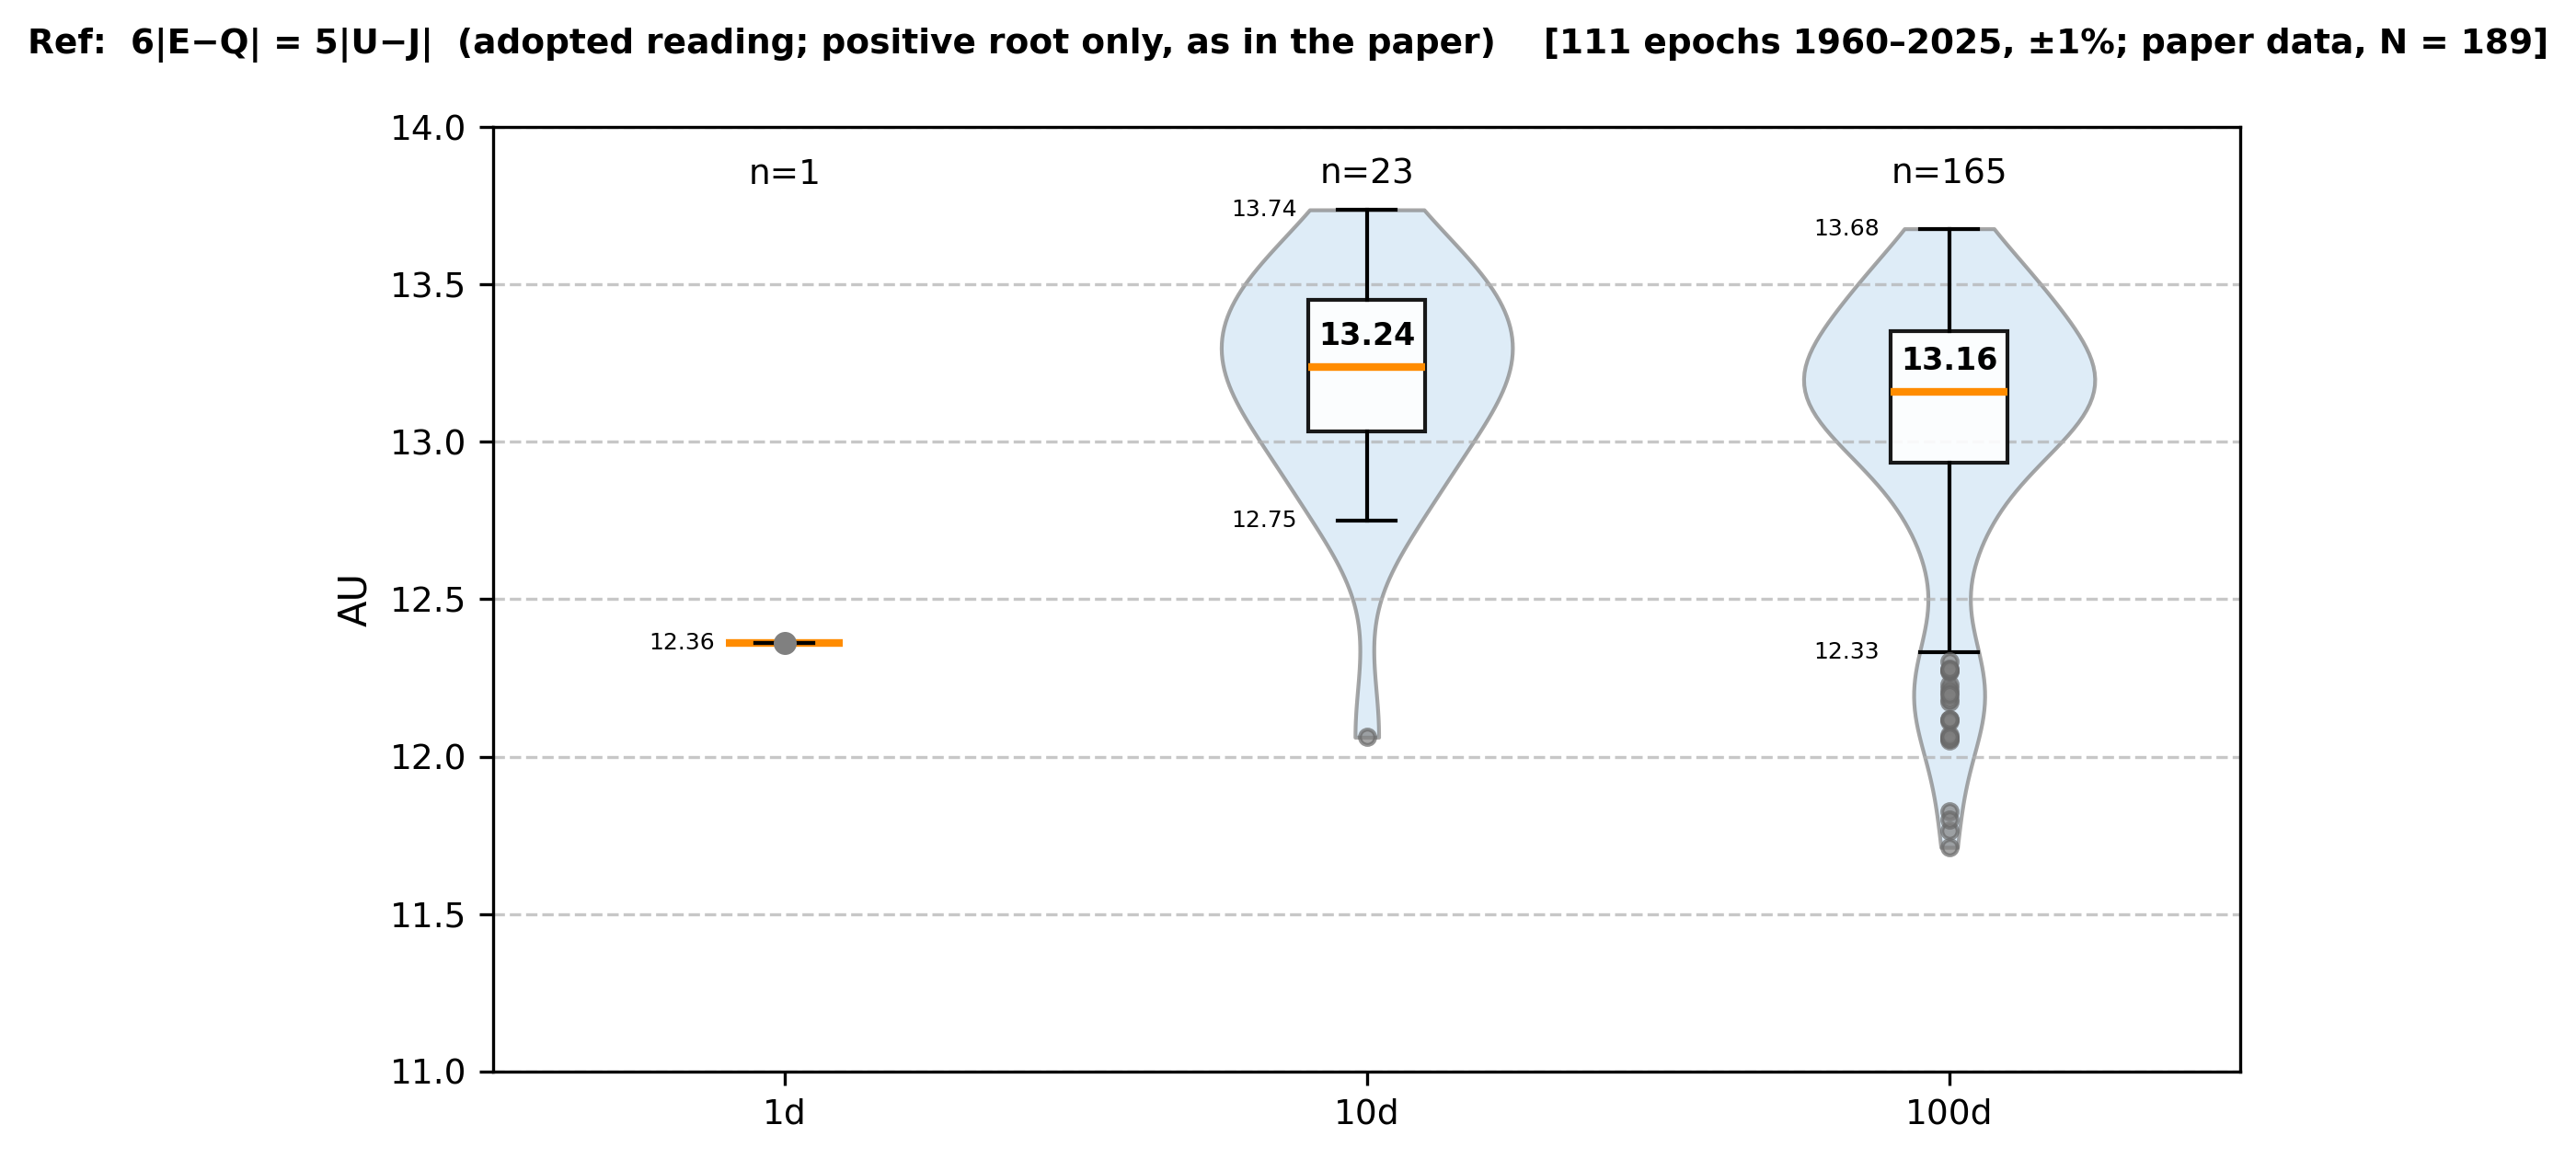 Ref:  6|E−Q| = 5|U−J|  (adopted reading; positive root only, as in the paper)    [111 epochs 1960–2025, ±1%; paper data, N = 189]
14.0
n=1
n=23
n=165
13.74
13.68
13.5
13.24
13.16
13.0
12.75
AU
12.5
12.36
12.33
12.0
11.5
11.0
1d
10d
100d